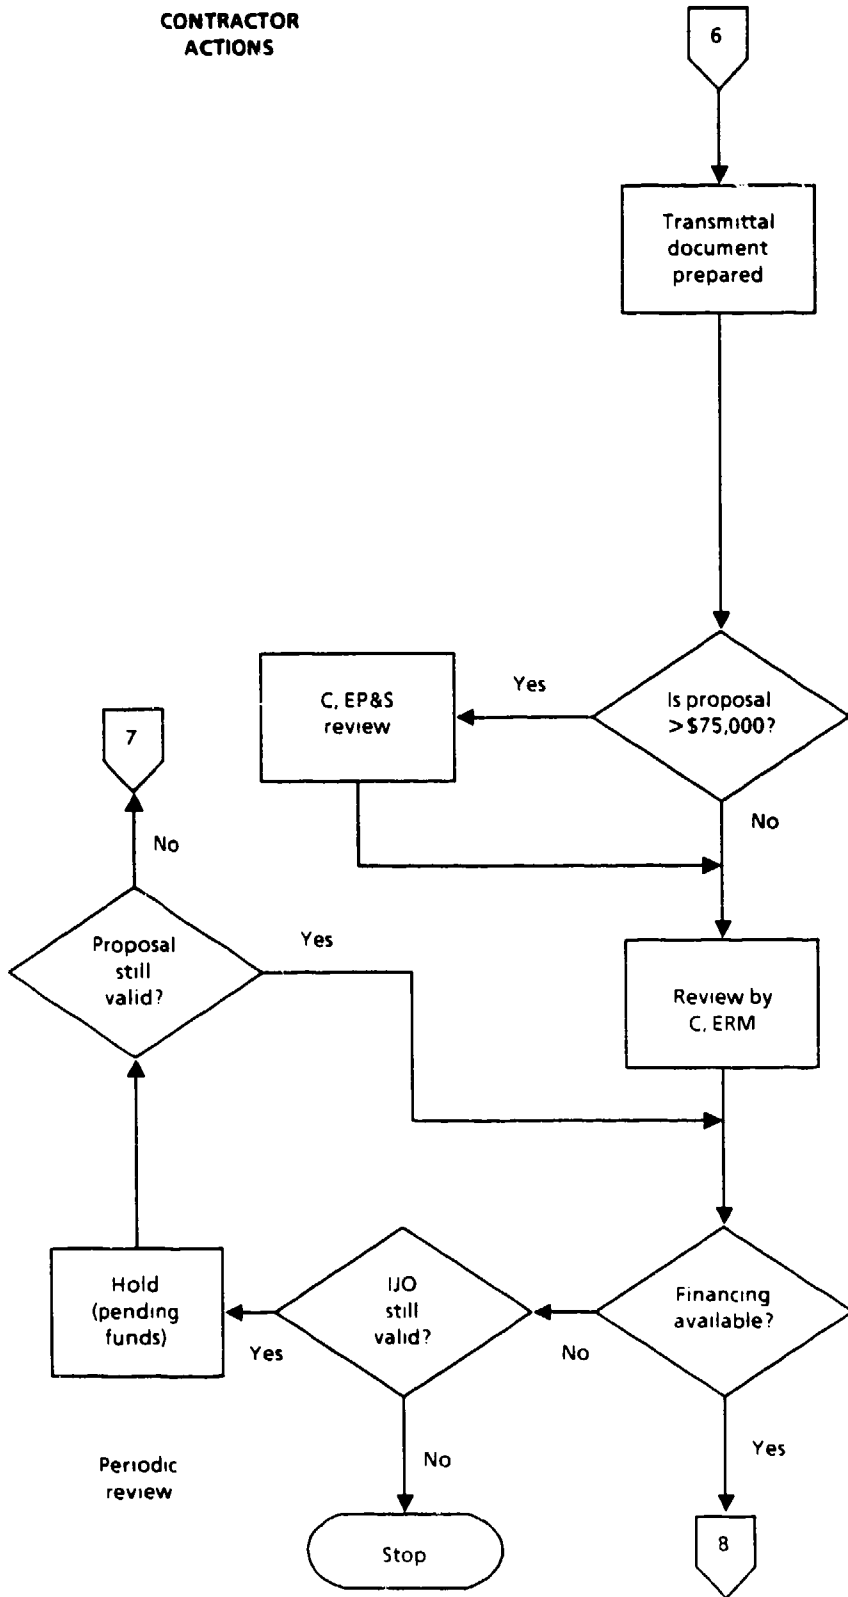 CONTRACTOR
ACTIONS
6
Transmittal
document
prepared
Is proposal
>$75,000?
Yes
C, EP&S
review
No
7
No
Proposal
still
valid?
Yes
Review by
C, ERM
Hold
(pending
funds)
Yes
IJO
still
valid?
No
Financing
available?
Periodic
review
No
Yes
Stop
8